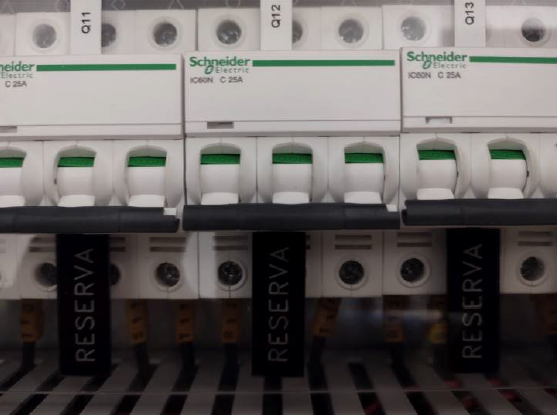 Q11
Q12
Q13
Schneider
Electric
C 25A
Schneider
Electric
iC60N C 25A
Schneider
Electric
iC60N C 25A
RESERVA
RESERVA
RESERVA